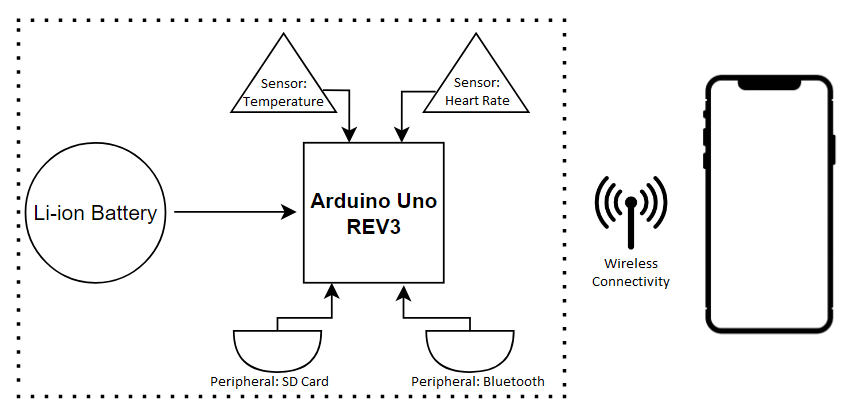 Sensor:
Temperature
Sensor:
Heart Rate
Li-ion Battery
Arduino Uno
REV3
Wireless
Connectivity
Peripheral: SD Card
Peripheral: Bluetooth